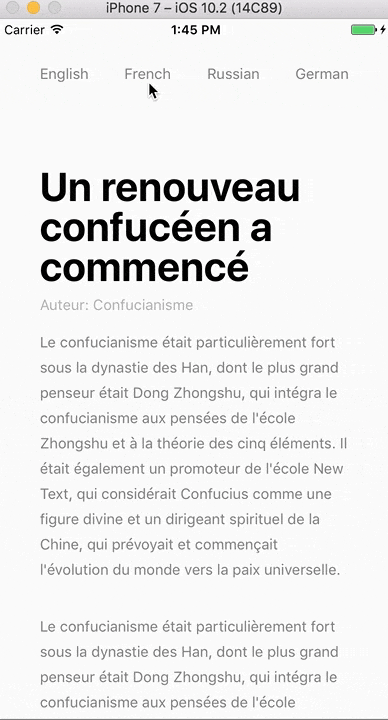 iPhone 7 – iOS 10.2 (14C89)
Carrier 1:45 PM
English French Russian German
Un renouveau
confucéen a
commencé
Auteur: Confucianisme
Le confucianisme était particulièrement fort
sous la dynastie des Han, dont le plus grand
penseur était Dong Zhongshu, qui intégra le
confucianisme aux pensées de l'école
Zhongshu et à la théorie des cinq éléments. Il
était également un promoteur de l'école New
Text, qui considérait Confucius comme une
figure divine et un dirigeant spirituel de la
Chine, qui prévoyait et commençait
l'évolution du monde vers la paix universelle.
Le confucianisme était particulièrement fort
sous la dynastie des Han, dont le plus grand
penseur était Dong Zhongshu, qui intégra le
confucianisme aux pensées de l'école